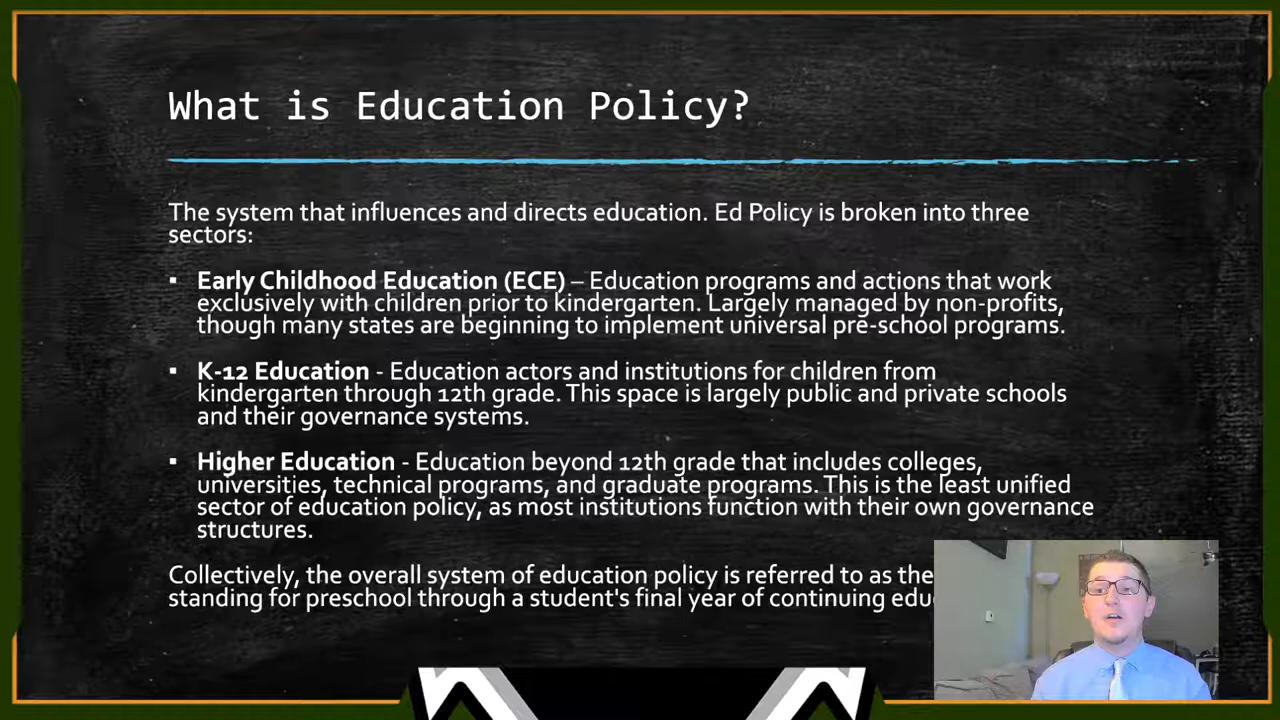 What is Education Policy?
The system that influences and directs education. Ed Policy is broken into three
sectors:
▪ Early Childhood Education (ECE) – Education programs and actions that work
exclusively with children prior to kindergarten. Largely managed by non-profits,
though many states are beginning to implement universal pre-school programs.
▪ K-12 Education - Education actors and institutions for children from
kindergarten through 12th grade. This space is largely public and private schools
and their governance systems.
▪ Higher Education - Education beyond 12th grade that includes colleges,
universities, technical programs, and graduate programs. This is the least unified
sector of education policy, as most institutions function with their own governance
structures.
Collectively, the overall system of education policy is referred to as the
standing for preschool through a student's final year of continuing